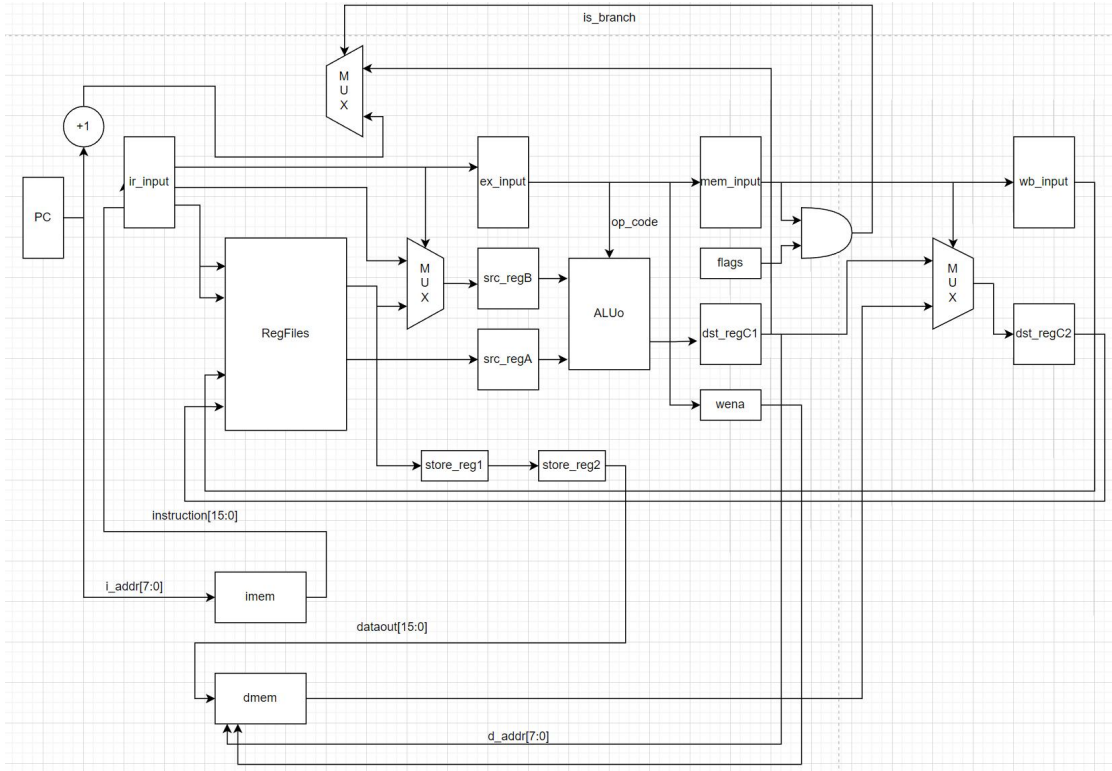 is_branch
M
U
X
+1
ir_input
ex_input
mem_input
wb_input
PC
op_code
M
U
X
src_regB
flags
M
U
X
RegFiles
ALUo
dst_regC1
dst_regC2
src_regA
wena
store_reg1
store_reg2
instruction[15:0]
i_addr[7:0]
imem
dataout[15:0]
dmem
d_addr[7:0]